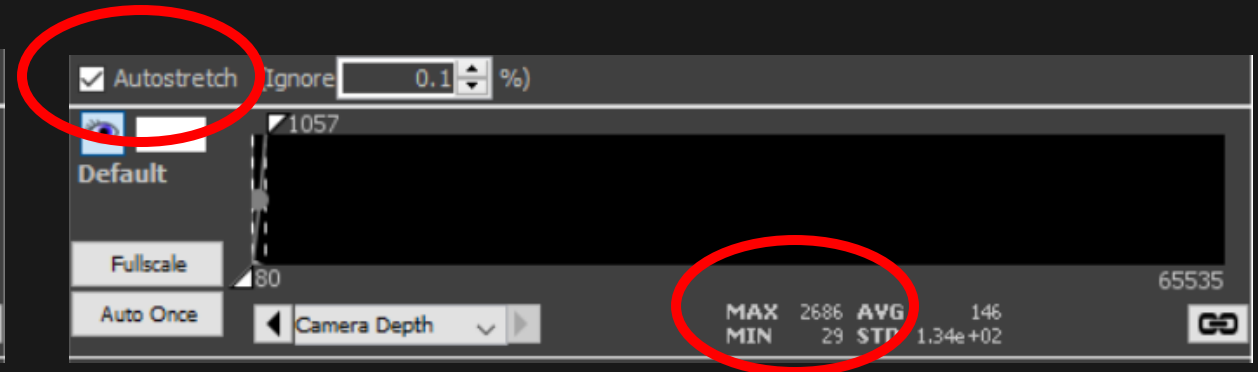 Autostretch (Ignore 0.1 %)
1057
Default
Fullscale
80
65535
Auto Once
Camera Depth
MAX 2686 AVG 146
MIN 29 STD 1.34e+02